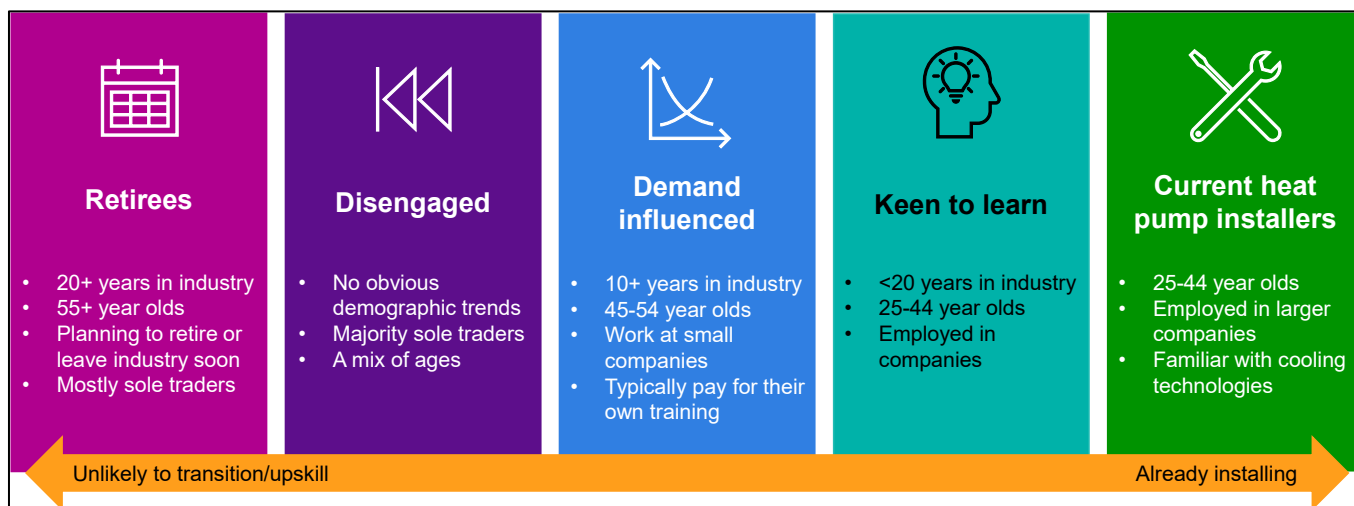 Retirees
• 20+ years in industry
• 55+ year olds
• Planning to retire or
leave industry soon
• Mostly sole traders
Disengaged
• No obvious
demographic trends
• Majority sole traders
• A mix of ages
Demand
influenced
• 10+ years in industry
• 45-54 year olds
• Work at small
companies
• Typically pay for their
own training
Keen to learn
• <20 years in industry
• 25-44 year olds
• Employed in
companies
Current heat
pump installers
• 25-44 year olds
• Employed in larger
companies
• Familiar with cooling
technologies
Unlikely to transition/upskill
Already installing